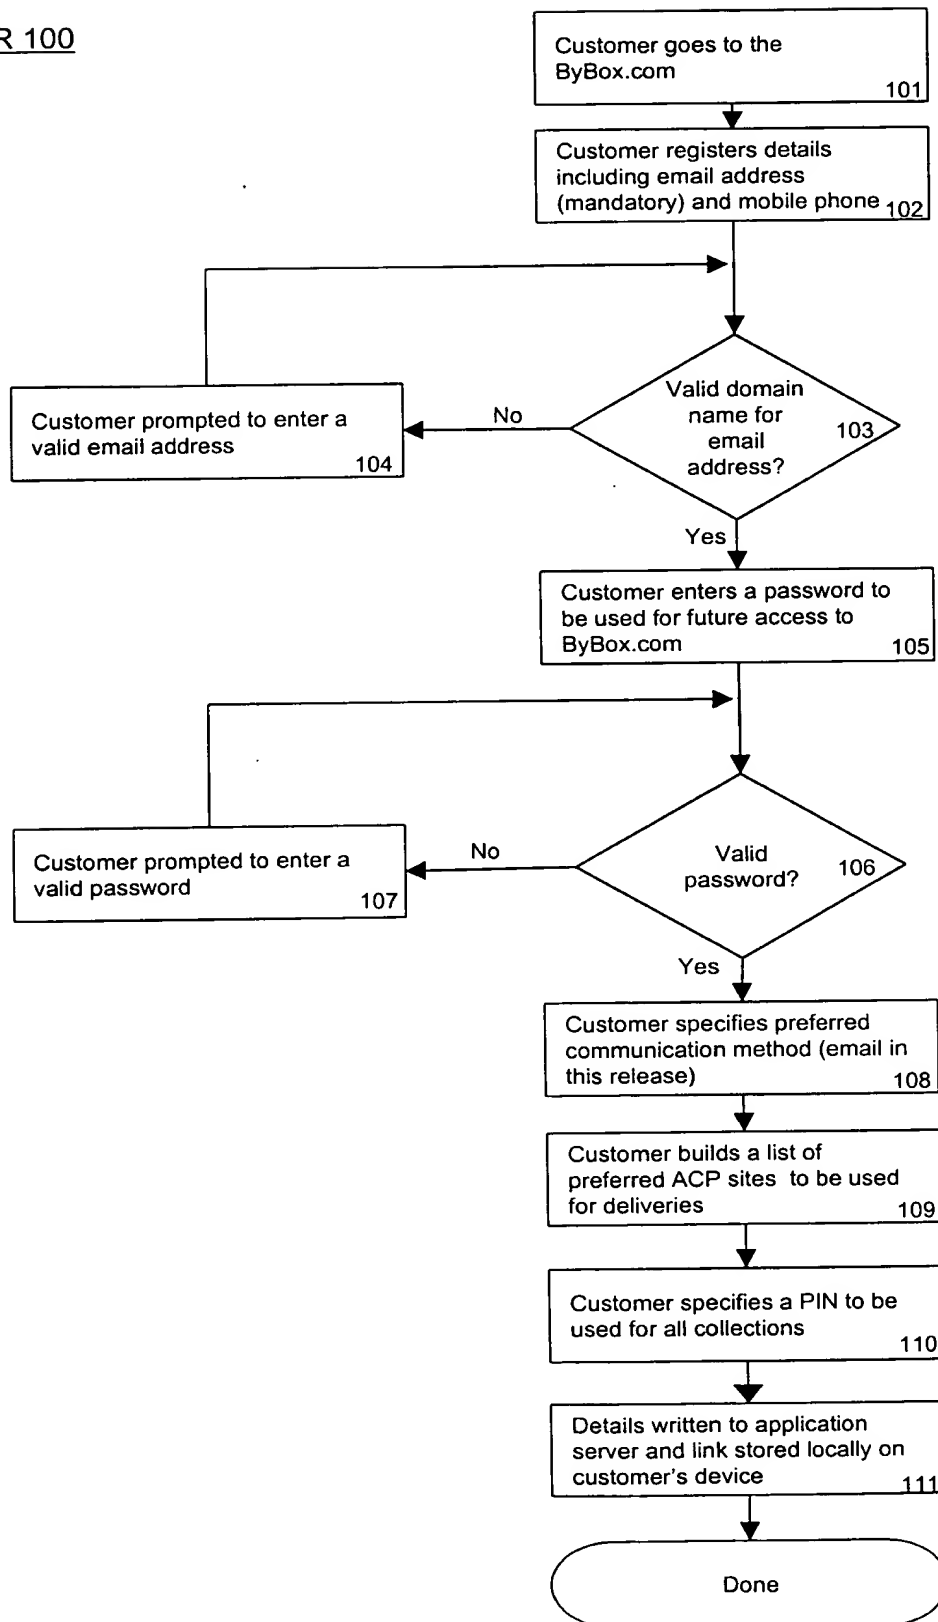 R 100
Customer goes to the
ByBox.com
101
Customer registers details
including email address
(mandatory) and mobile phone 102
Valid domain
name for
email
address?
103
No
Customer prompted to enter a
valid email address
104
Yes
Customer enters a password to
be used for future access to
ByBox.com
105
Valid
password?
106
No
Customer prompted to enter a
valid password
107
Yes
Customer specifies preferred
communication method (email in
this release)
108
Customer builds a list of
preferred ACP sites to be used
for deliveries
109
Customer specifies a PIN to be
used for all collections
110
Details written to application
server and link stored locally on
customer's device
111
Done